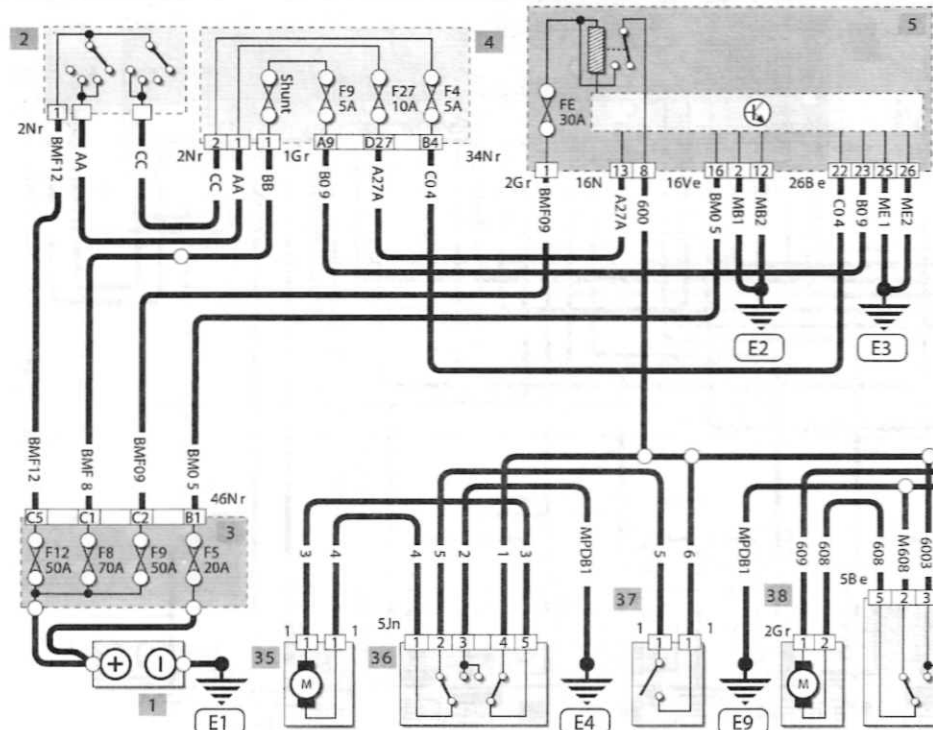 2
4
5
Shunt
F9
5A
F27
10A
F4
5A
FE
30A
1
2Nr
2 1 1
2Nr
1Gr
A9 D27 B4
34Nr
2Gr
1
16N
13 8
16Ve
16 2 12
26Be
22 23 25 26
BMF12
AA
CC
CC
AA
BB
B0 9
A27A
C0 4
BMF09
A27A
600
BM0 5
MB1
MB2
C0 4
B0 9
ME 1
ME2
E2
E3
BMF12
BMF 8
BMF09
BM0 5
46Nr
C5 C1 C2 B1
3
F12
50A
F8
70A
F9
50A
F5
20A
+
1
E1
3
4
4
5
2
1
3
MPDB1
5
6
MPDB1
609
608
608
M608
6003
35
1 1 1 1
M
36
5Jn
1 2 3 4 5
E4
37
1 1 1 1
E9
38
2Gr
1 2
M
5Be
5 2 3